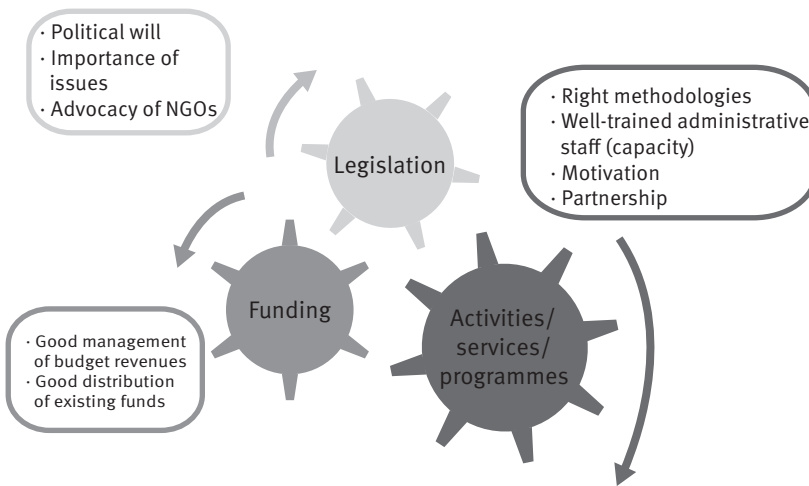 · Political will
· Importance of
issues
· Advocacy of NGOs
Legislation
· Right methodologies
· Well-trained administrative
staff (capacity)
· Motivation
· Partnership
Funding
Activities/
services/
programmes
· Good management
of budget revenues
· Good distribution
of existing funds